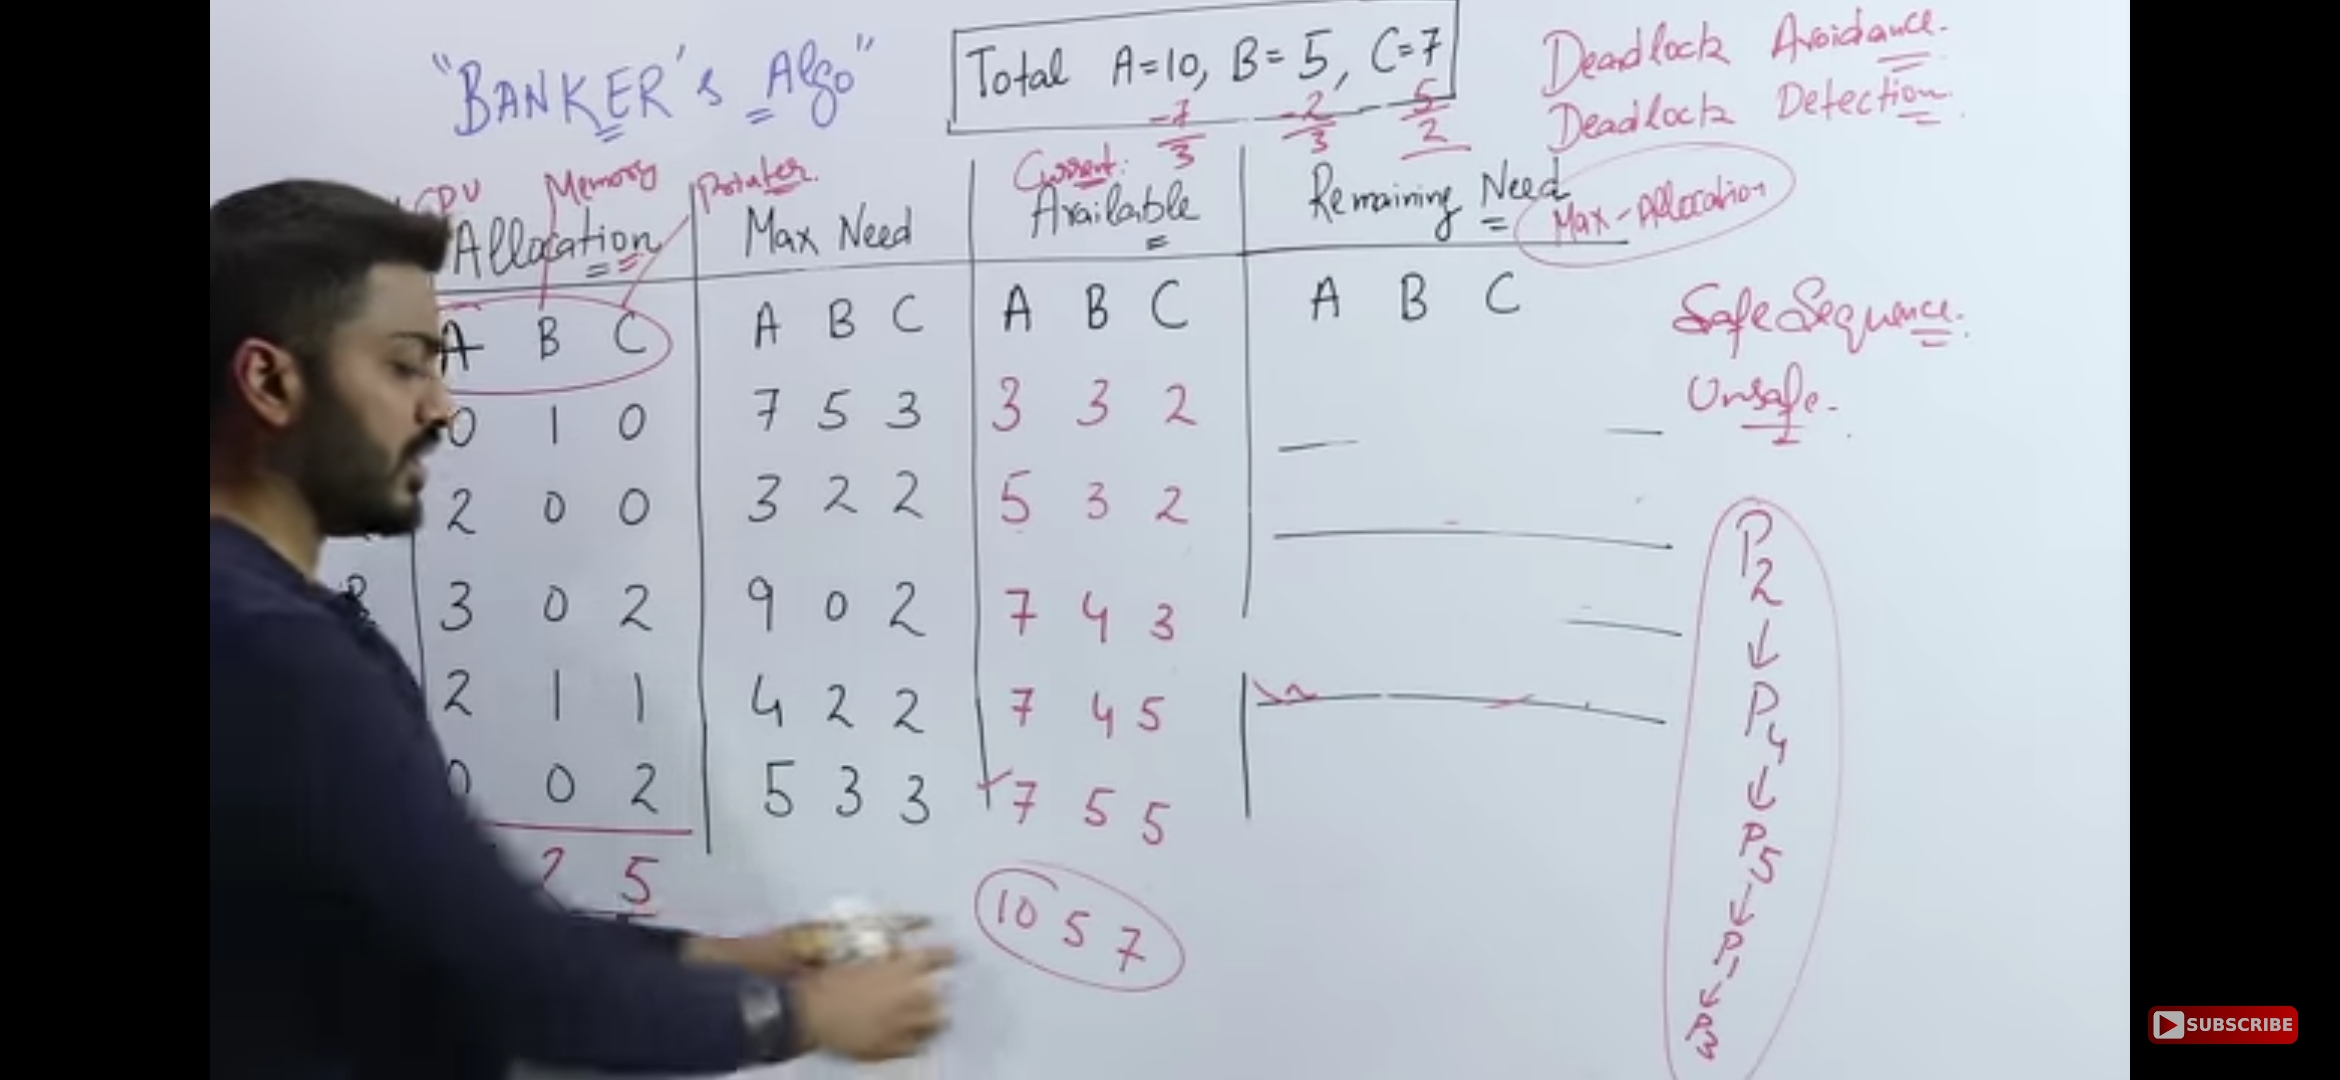 "BANKER's Algo"
Total A=10, B=5, C=7
-7 -2 5
3 3 2
Deadlock Avoidance.
Deadlock Detection.
CPU Memory Printer.
Current:
Allocation Max Need Available Remaining Need
Max-Allocation
A B C A B C A B C A B C
Safe Sequence.
Unsafe.
0 1 0 7 5 3 3 3 2
2 0 0 3 2 2 5 3 2
3 0 2 9 0 2 7 4 3
2 1 1 4 2 2 7 4 5
0 0 2 5 3 3 7 5 5
2 5
10 5 7
P2
↓
P4
↓
P5
↓
P1
↓
P3
SUBSCRIBE